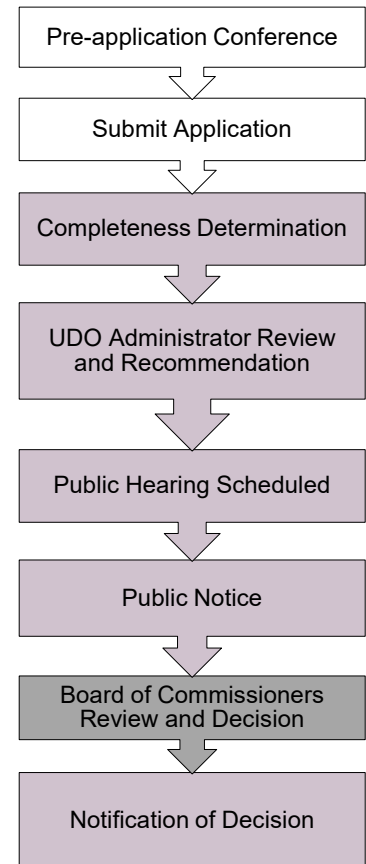 Pre-application Conference
Submit Application
Completeness Determination
UDO Administrator Review
and Recommendation
Public Hearing Scheduled
Public Notice
Board of Commissioners
Review and Decision
Notification of Decision